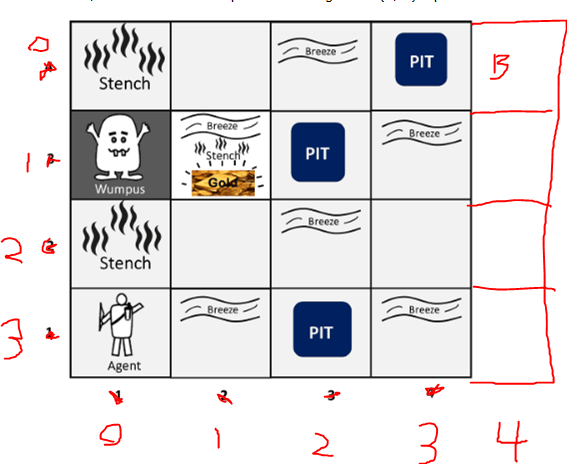 0
Stench
Breeze
PIT
B
1
Wumpus
Breeze
Stench
Gold
PIT
Breeze
2
Stench
Breeze
3
Agent
Breeze
PIT
Breeze
1 2 3
0 1 2 3 4